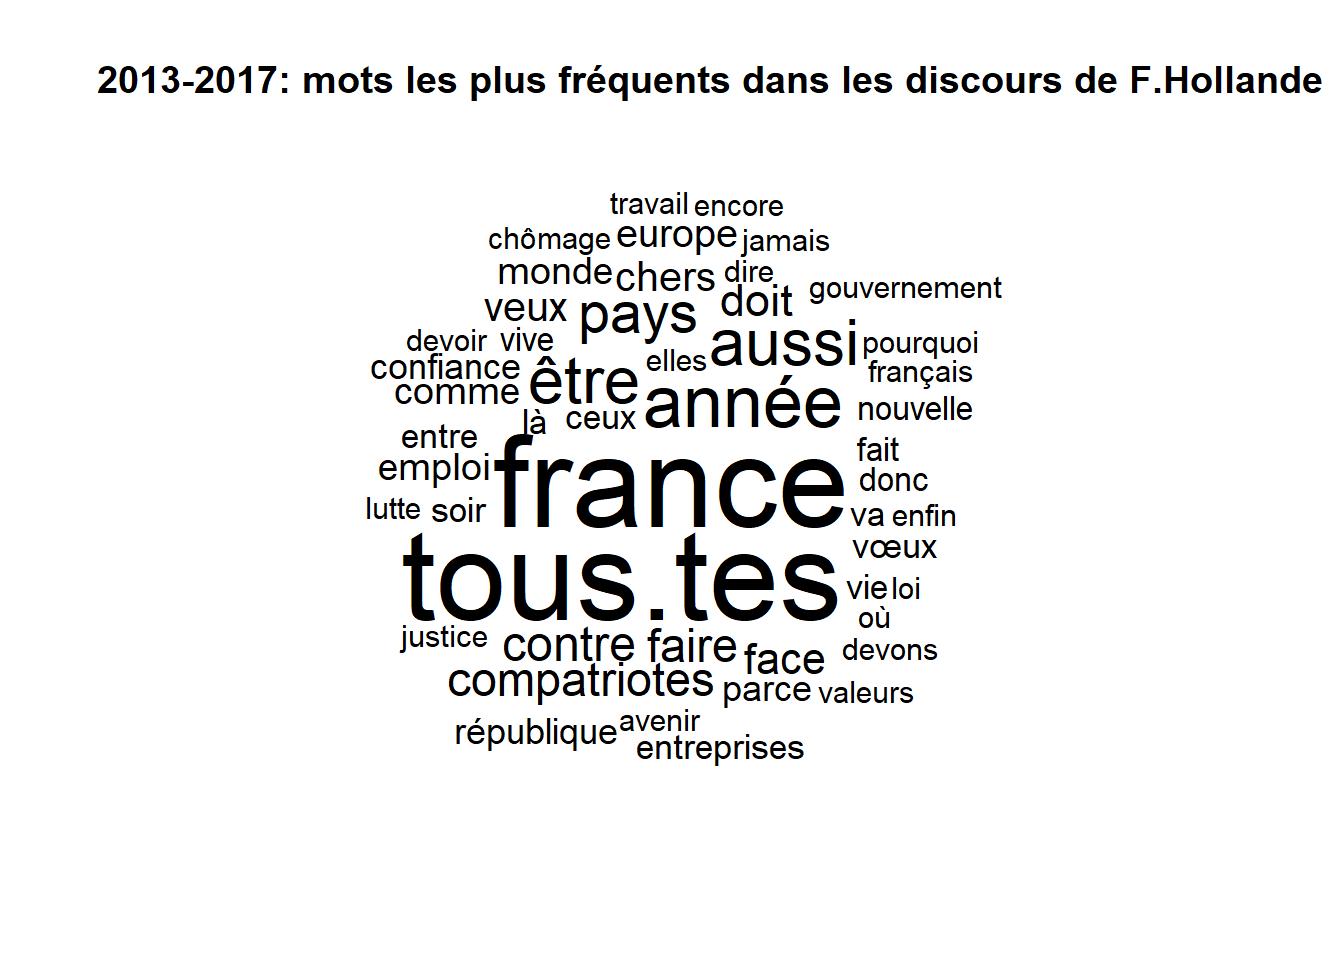 2013-2017: mots les plus fréquents dans les discours de F.Hollande
travail encore
chômage europe jamais
monde chers dire
gouvernement
veux pays doit
devoir vive aussi pourquoi
confiance être elles français
comme année nouvelle
là ceux
entre fait
emploi france donc
lutte soir va enfin
vœux
tous.tes vie loi
où
justice contre faire face devons
compatriotes parce valeurs
république avenir
entreprises